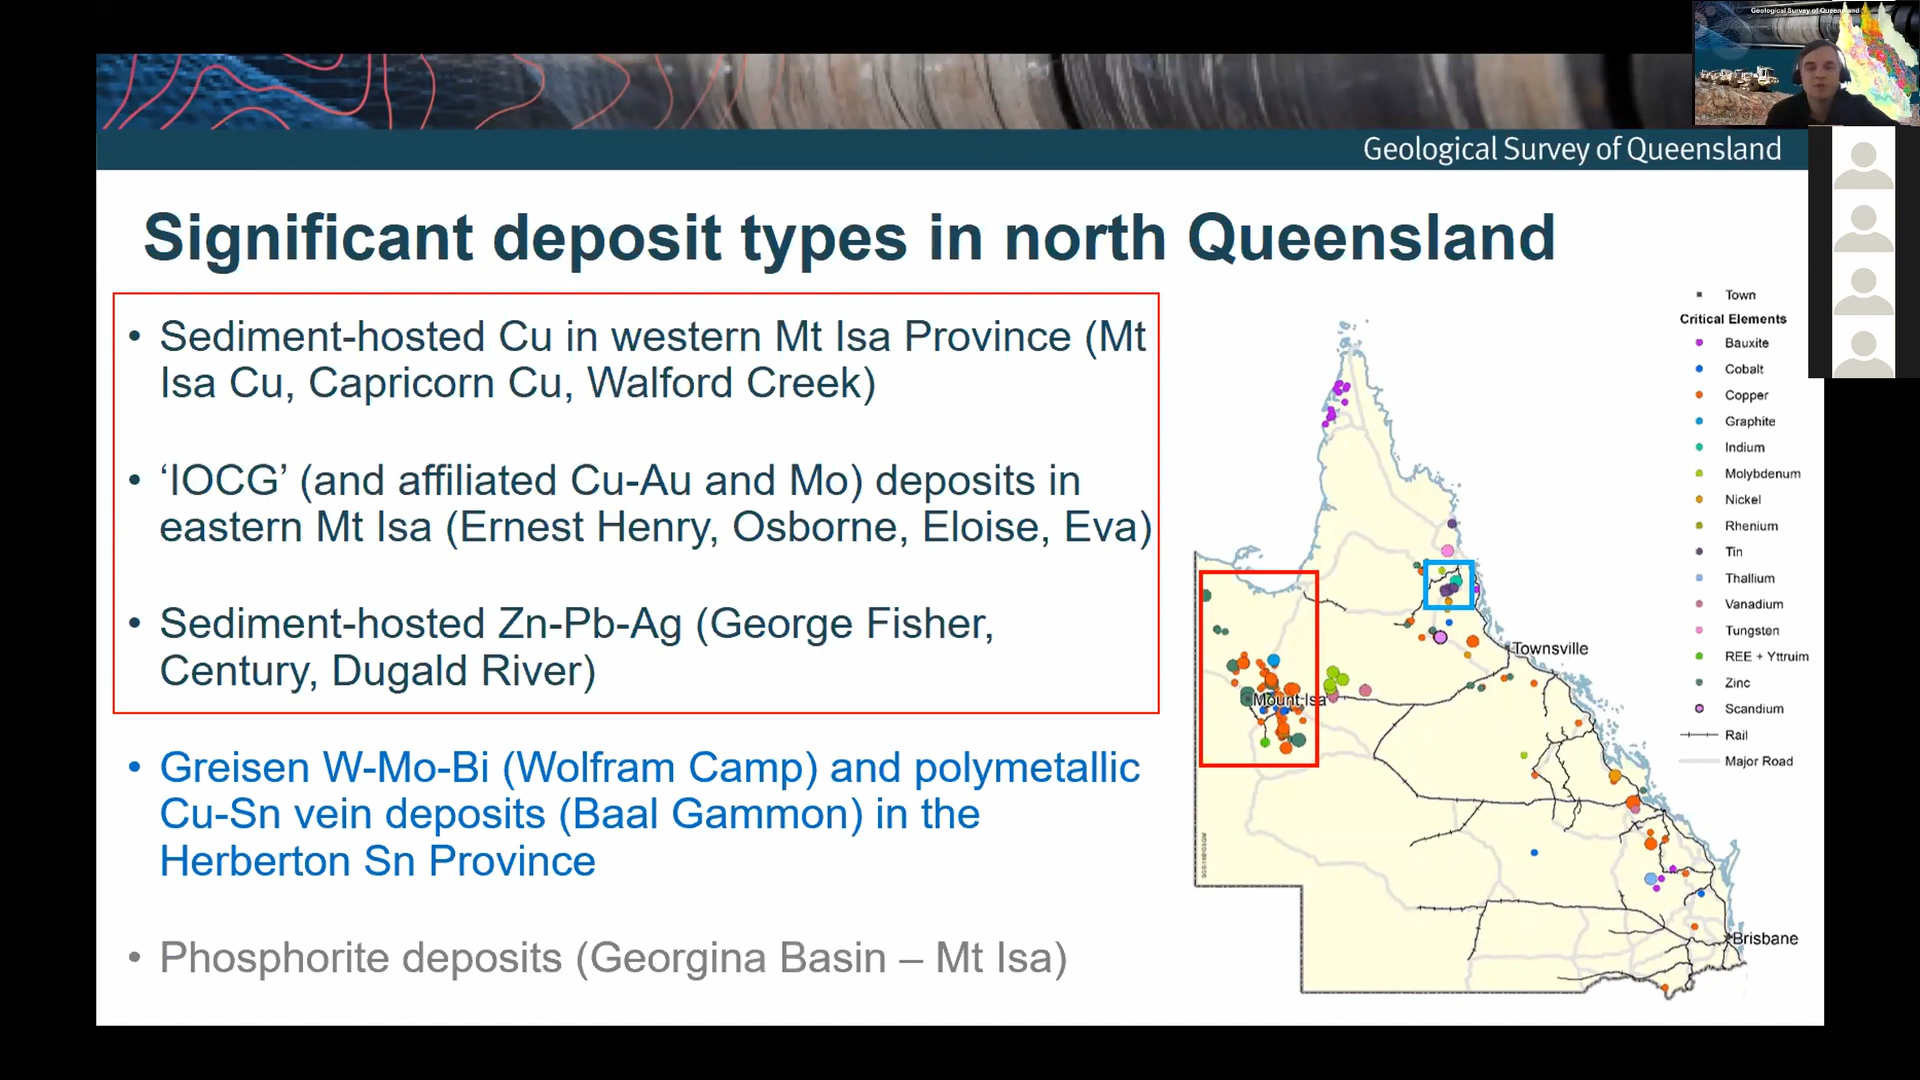 Geological Survey of Queensland
Geological Survey of Queensland
Significant deposit types in north Queensland
• Sediment-hosted Cu in western Mt Isa Province (Mt
Isa Cu, Capricorn Cu, Walford Creek)
• ‘IOCG’ (and affiliated Cu-Au and Mo) deposits in
eastern Mt Isa (Ernest Henry, Osborne, Eloise, Eva)
• Sediment-hosted Zn-Pb-Ag (George Fisher,
Century, Dugald River)
• Greisen W-Mo-Bi (Wolfram Camp) and polymetallic
Cu-Sn vein deposits (Baal Gammon) in the
Herberton Sn Province
• Phosphorite deposits (Georgina Basin – Mt Isa)
Town
Critical Elements
Bauxite
Cobalt
Copper
Graphite
Indium
Molybdenum
Nickel
Rhenium
Tin
Thallium
Vanadium
Tungsten
REE + Yttruim
Zinc
Scandium
Rail
Major Road
Townsville
Mount Isa
Brisbane